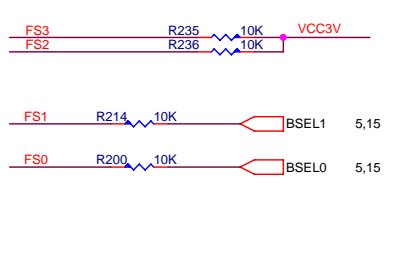 FS3 R235 10K VCC3V
FS2 R236 10K
FS1 R214 10K BSEL1 5,15
FS0 R200 10K BSEL0 5,15